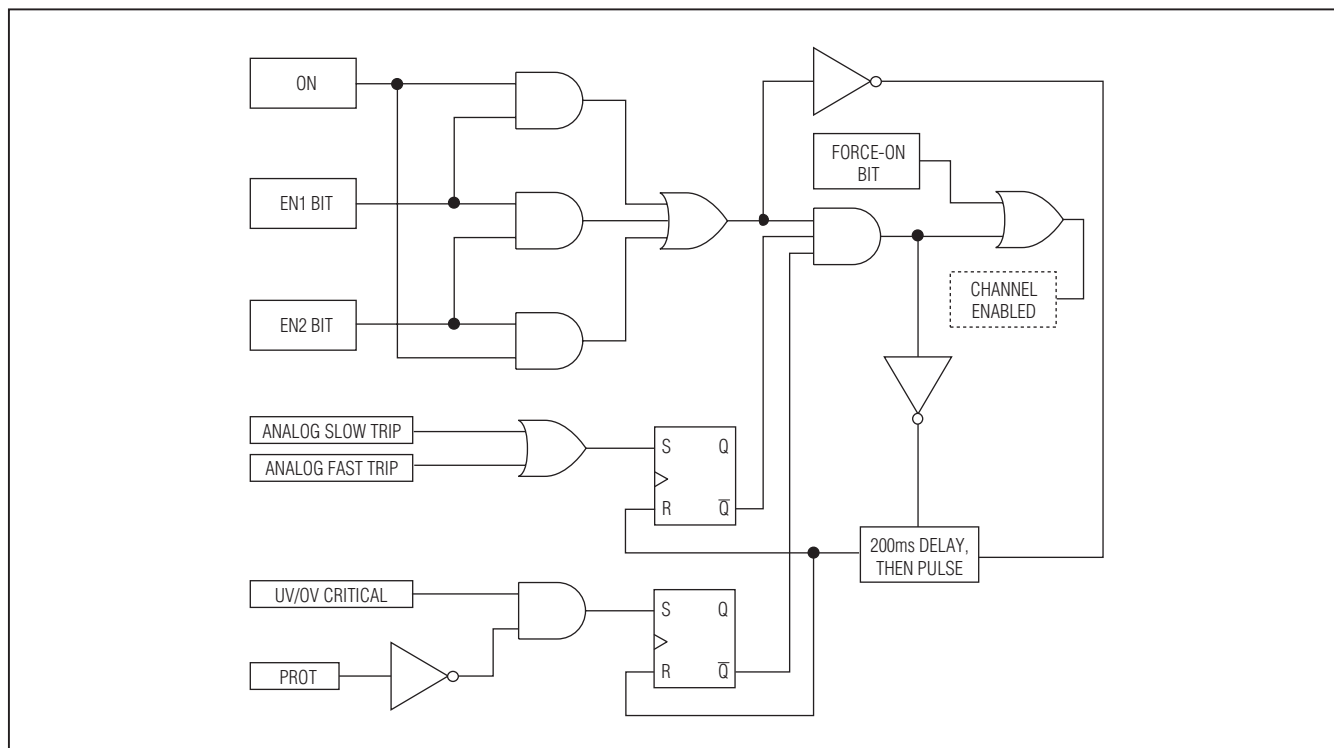 ON
EN1 BIT
EN2 BIT
FORCE-ON
BIT
CHANNEL
ENABLED
ANALOG SLOW TRIP
ANALOG FAST TRIP
S Q
R Q̅
200ms DELAY,
THEN PULSE
UV/OV CRITICAL
PROT
S Q
R Q̅